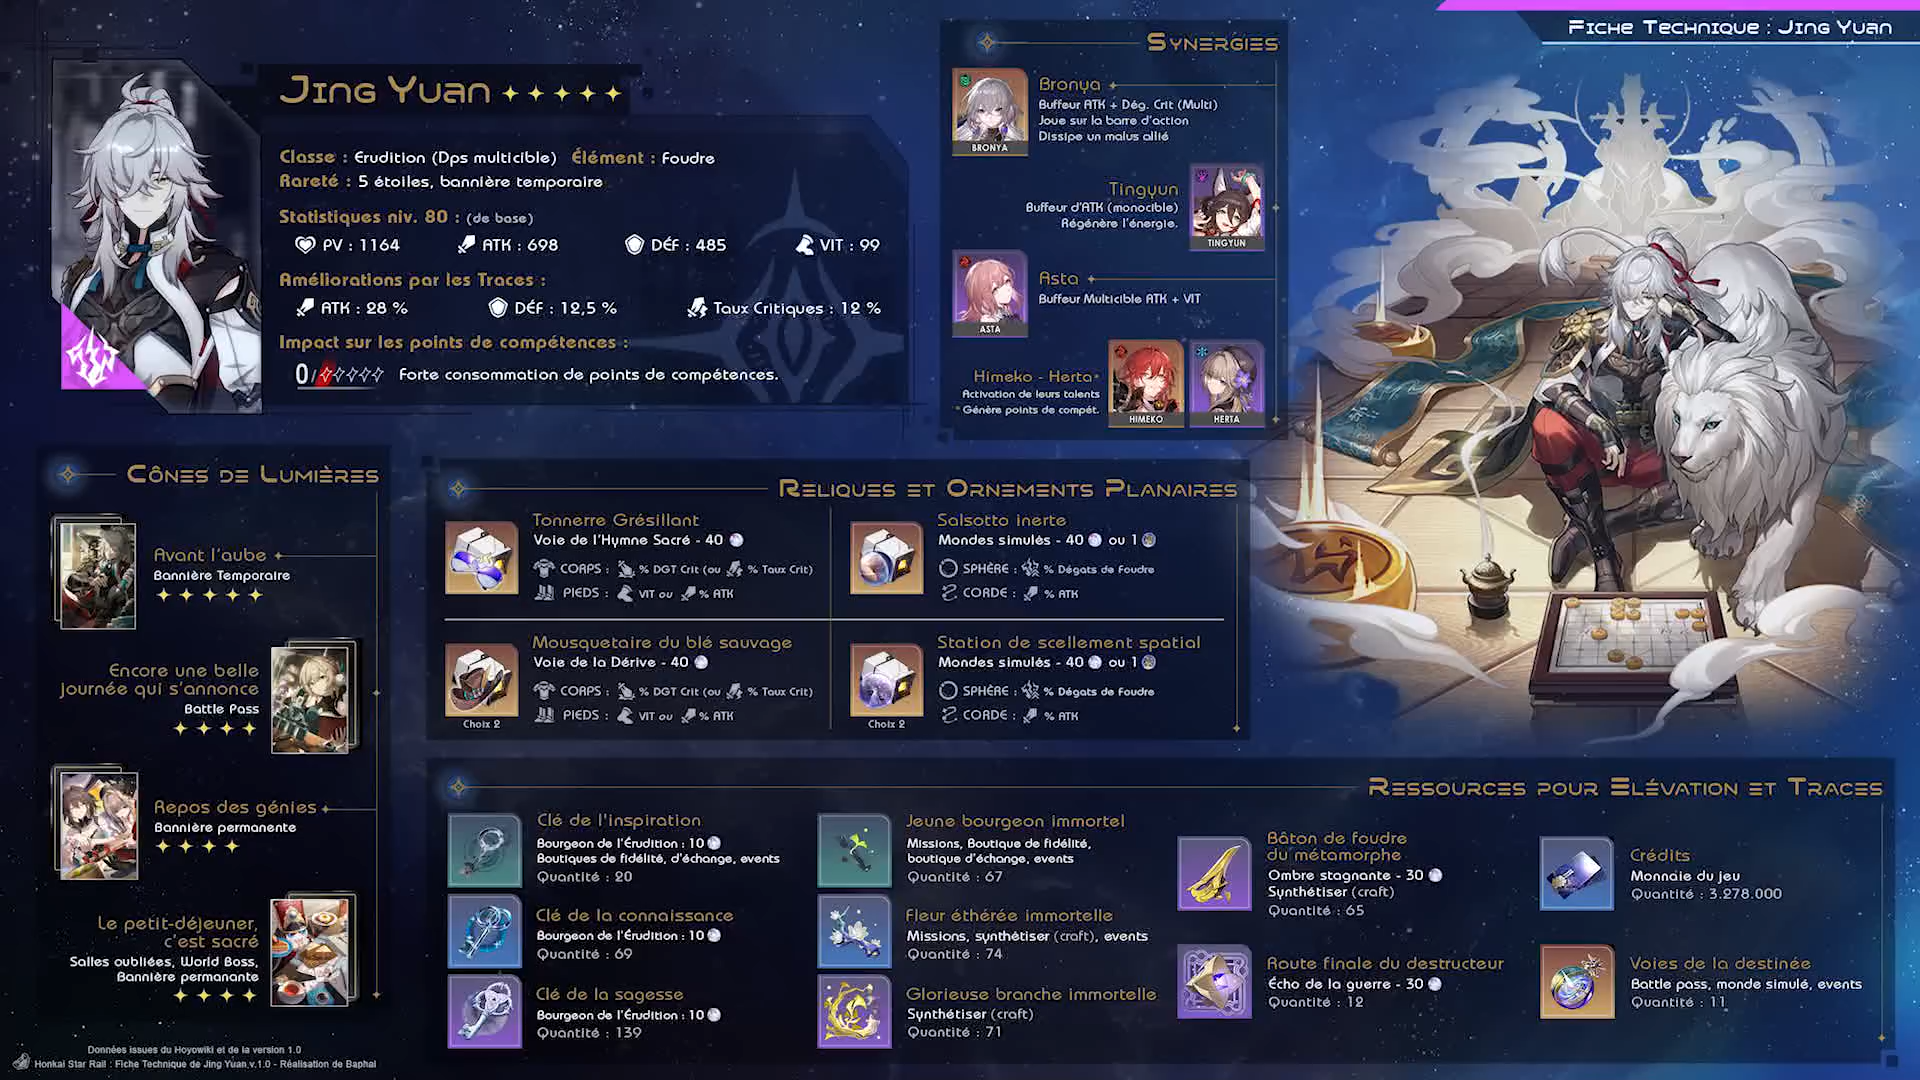 Fiche Technique : Jing Yuan
Jing Yuan
Classe : Erudition (Dps multicible) Élément : Foudre
Rareté : 5 étoiles, bannière temporaire
Statistiques niv. 80 : (de base)
PV : 1164 ATK : 698 DÉF : 485 VIT : 99
Améliorations par les Traces :
ATK : 28 % DÉF : 12,5 % Taux Critiques : 12 %
Impact sur les points de compétences :
0/ Forte consommation de points de compétences.
Synergies
Bronya
Buffeur ATK + Dég. Crit (Multi)
Joue sur la barre d'action
Dissipe un malus allié
BRONYA
Tingyun
Buffeur d'ATK (monocible)
Régénère l'énergie.
TINGYUN
Asta
Buffeur Multicible ATK + VIT
ASTA
Himeko - Herta*
Activation de leurs talents
* Génère points de compét.
HIMEKO
HERTA
Cônes de Lumières
Avant l'aube
Bannière Temporaire
Encore une belle
journée qui s'annonce
Battle Pass
Repos des génies
Bannière permanente
Le petit-déjeuner,
c'est sacré
Salles oubliées, World Boss,
Bannière permanante
Reliques et Ornements Planaires
Tonnerre Grésillant
Voie de l'Hymne Sacré - 40
CORPS : % DGT Crit (ou % Taux Crit)
PIEDS : VIT ou % ATK
Salsotto inerte
Mondes simulés - 40 ou 1
SPHÈRE : % Dégats de Foudre
CORDE : % ATK
Mousquetaire du blé sauvage
Voie de la Dérive - 40
CORPS : % DGT Crit (ou % Taux Crit)
PIEDS : VIT ou % ATK
Choix 2
Station de scellement spatial
Mondes simulés - 40 ou 1
SPHÈRE : % Dégats de Foudre
CORDE : % ATK
Choix 2
Ressources pour Elévation et Traces
Clé de l'inspiration
Bourgeon de l'Érudition : 10
Boutiques de fidélité, d'échange, events
Quantité : 20
Clé de la connaissance
Bourgeon de l'Érudition : 10
Quantité : 69
Clé de la sagesse
Bourgeon de l'Érudition : 10
Quantité : 139
Jeune bourgeon immortel
Missions, Boutique de fidélité,
boutique d'échange, events
Quantité : 67
Fleur éthérée immortelle
Missions, synthétiser (craft), events
Quantité : 74
Glorieuse branche immortelle
Synthétiser (craft)
Quantité : 71
Bâton de foudre
du métamorphe
Ombre stagnante - 30
Synthétiser (craft)
Quantité : 65
Route finale du destructeur
Écho de la guerre - 30
Quantité : 12
Crédits
Monnaie du jeu
Quantité : 3.278.000
Voies de la destinée
Battle pass, monde simulé, events
Quantité : 11
Données issues du Hoyowiki et de la version 1.0
Honkai Star Rail : Fiche Technique de Jing Yuan v.1.0 - Réalisation de Baphal